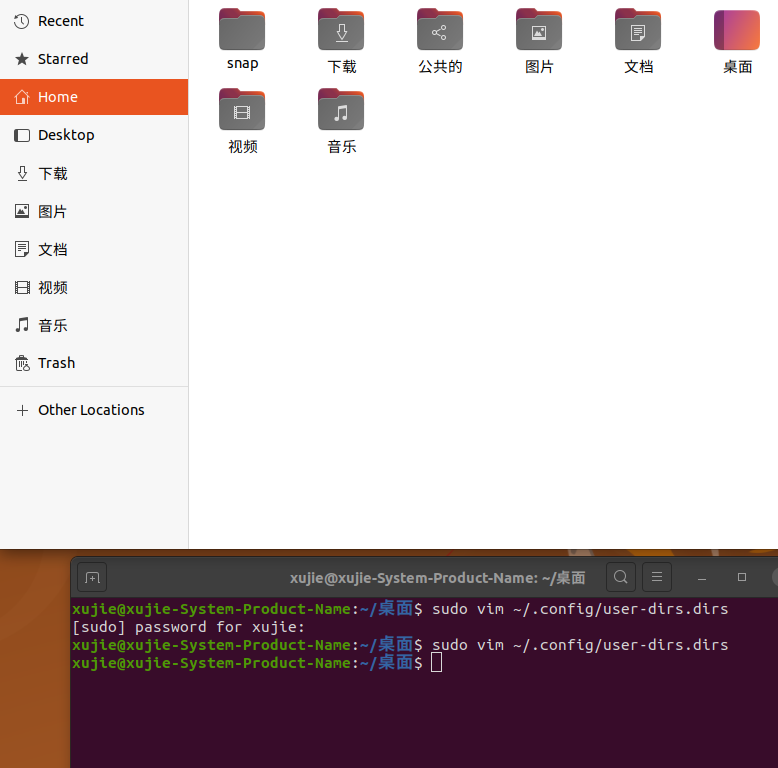 Recent
Starred
Home
Desktop
下载
图片
文档
视频
音乐
Trash
Other Locations
snap
下载
公共的
图片
文档
桌面
视频
音乐
xujie@xujie-System-Product-Name: ~/桌面
xujie@xujie-System-Product-Name:~/桌面$ sudo vim ~/.config/user-dirs.dirs
[sudo] password for xujie:
xujie@xujie-System-Product-Name:~/桌面$ sudo vim ~/.config/user-dirs.dirs
xujie@xujie-System-Product-Name:~/桌面$